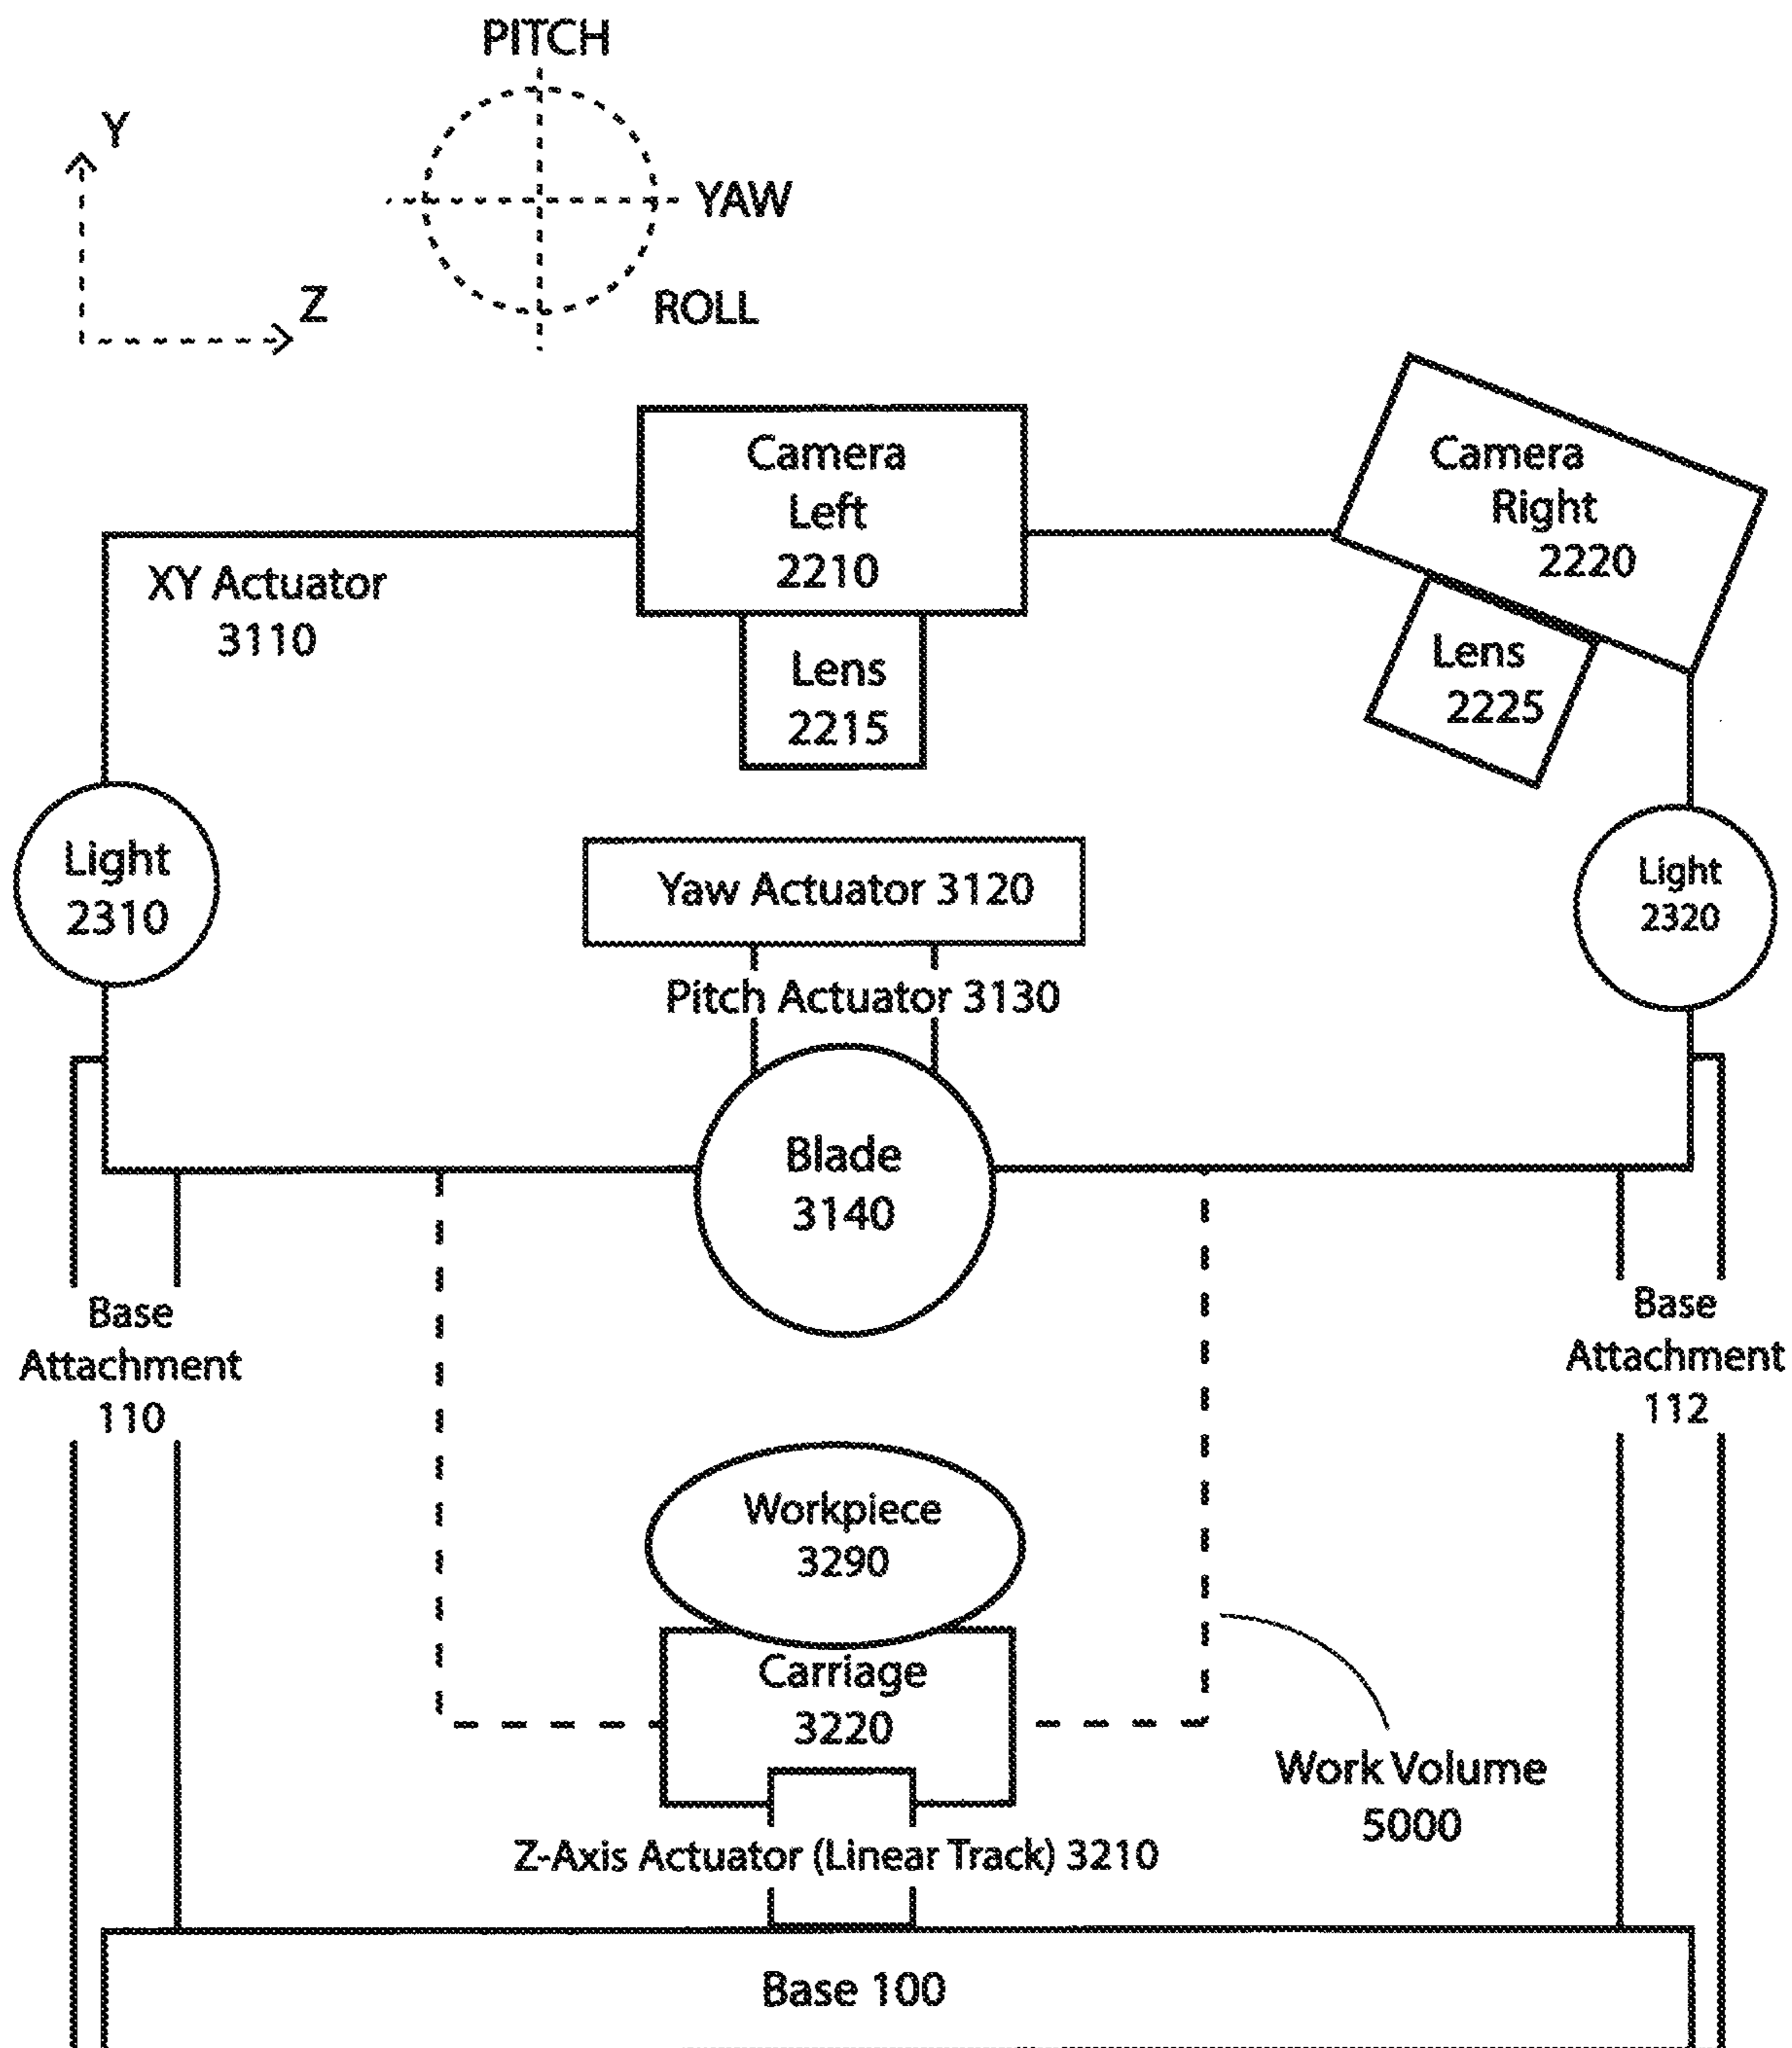 PITCH
Y
YAW
Z
ROLL
Camera
Left
2210
Camera
Right
2220
XY Actuator
3110
Lens
2215
Lens
2225
Light
2310
Yaw Actuator 3120
Light
2320
Pitch Actuator 3130
Blade
3140
Base
Attachment
110
Base
Attachment
112
Workpiece
3290
Carriage
3220
Work Volume
5000
Z-Axis Actuator (Linear Track) 3210
Base 100